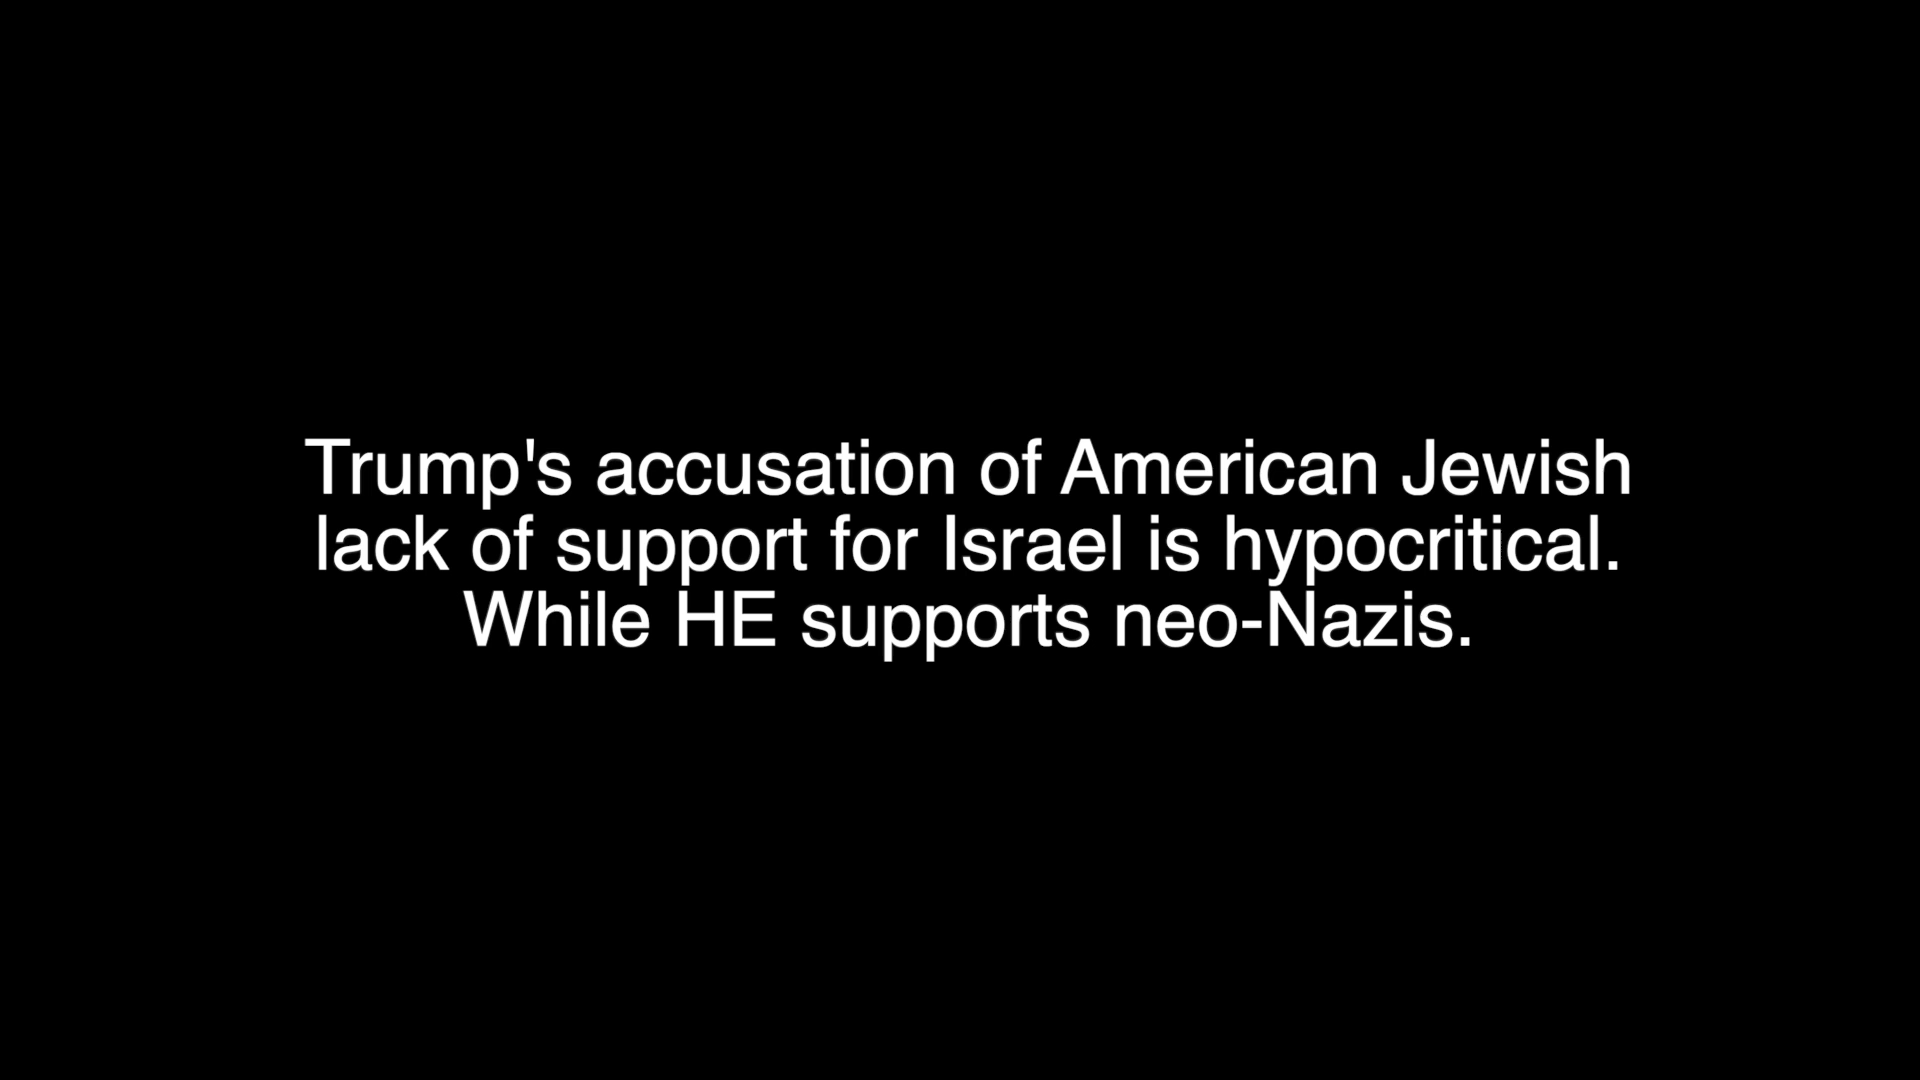 Trump's accusation of American Jewish
lack of support for Israel is hypocritical.
While HE supports neo-Nazis.